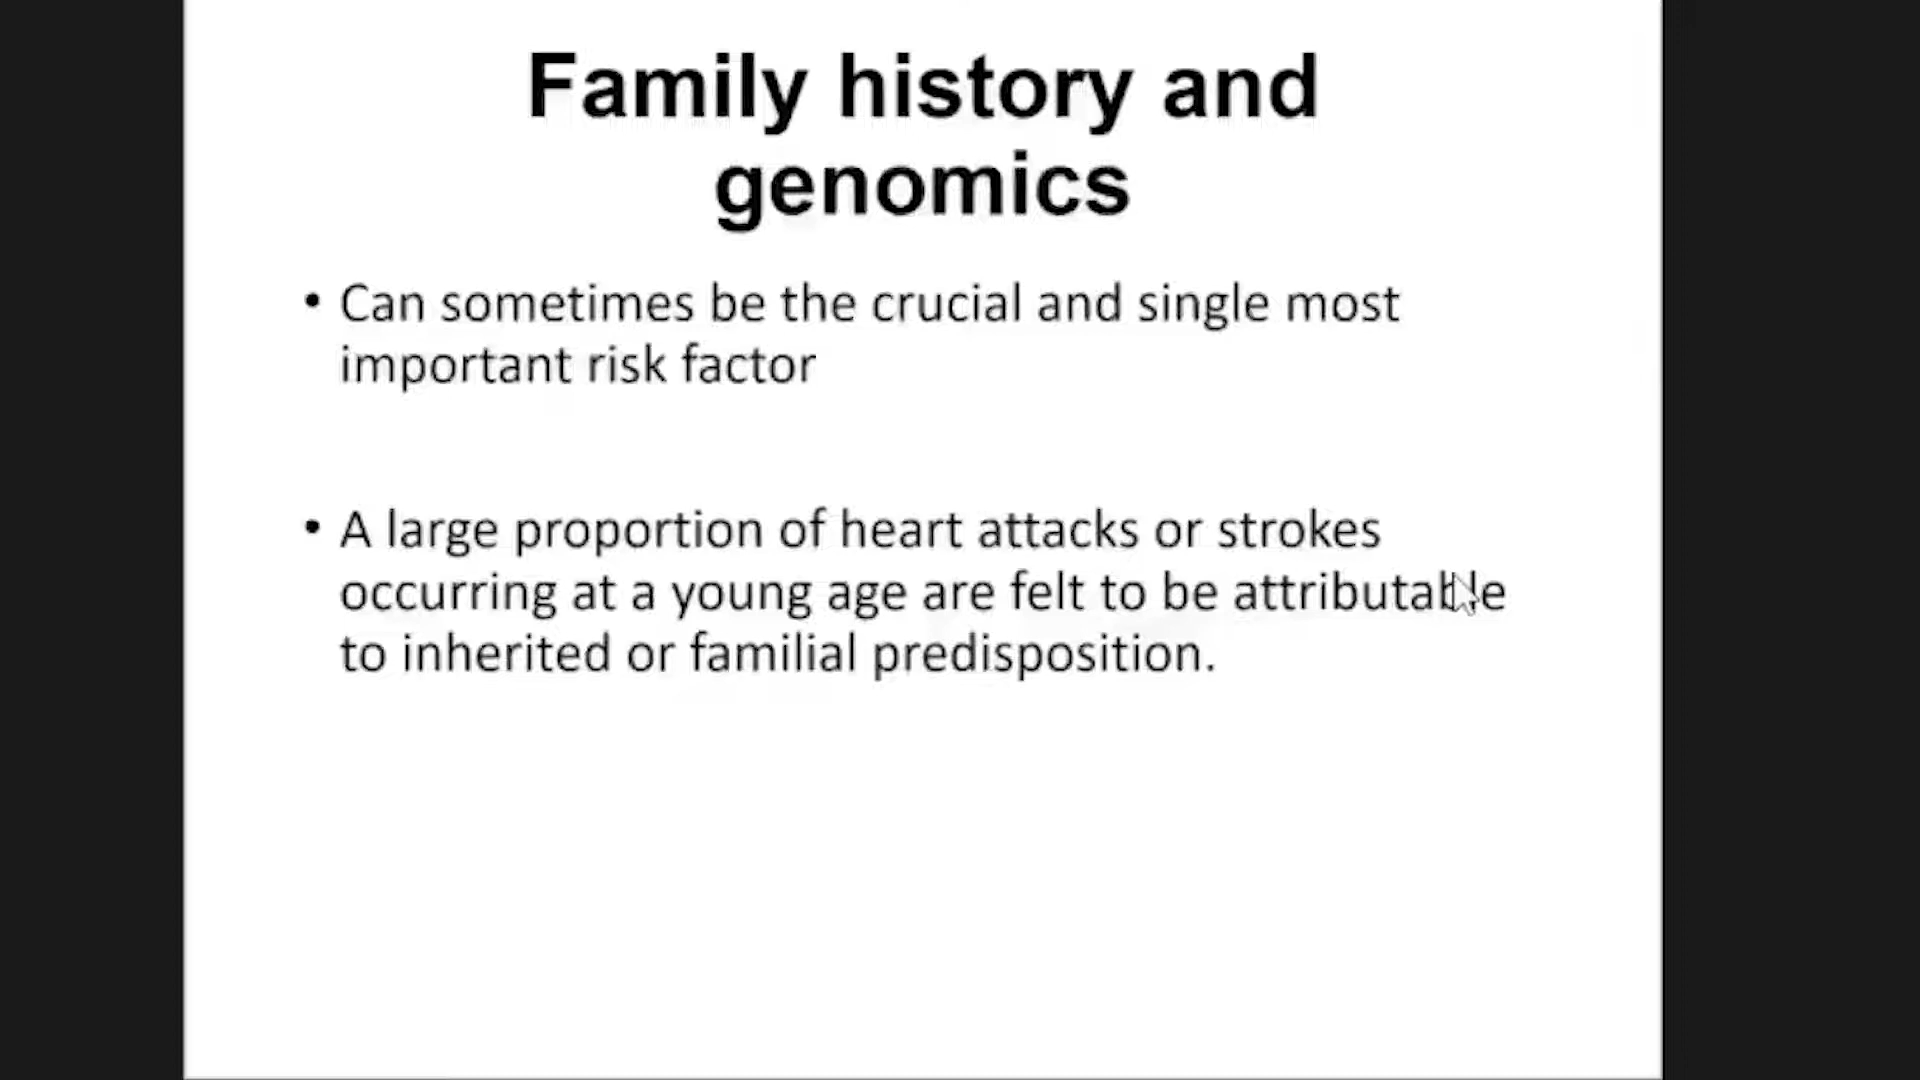 Family history and
genomics
• Can sometimes be the crucial and single most
important risk factor
• A large proportion of heart attacks or strokes
occurring at a young age are felt to be attributable
to inherited or familial predisposition.